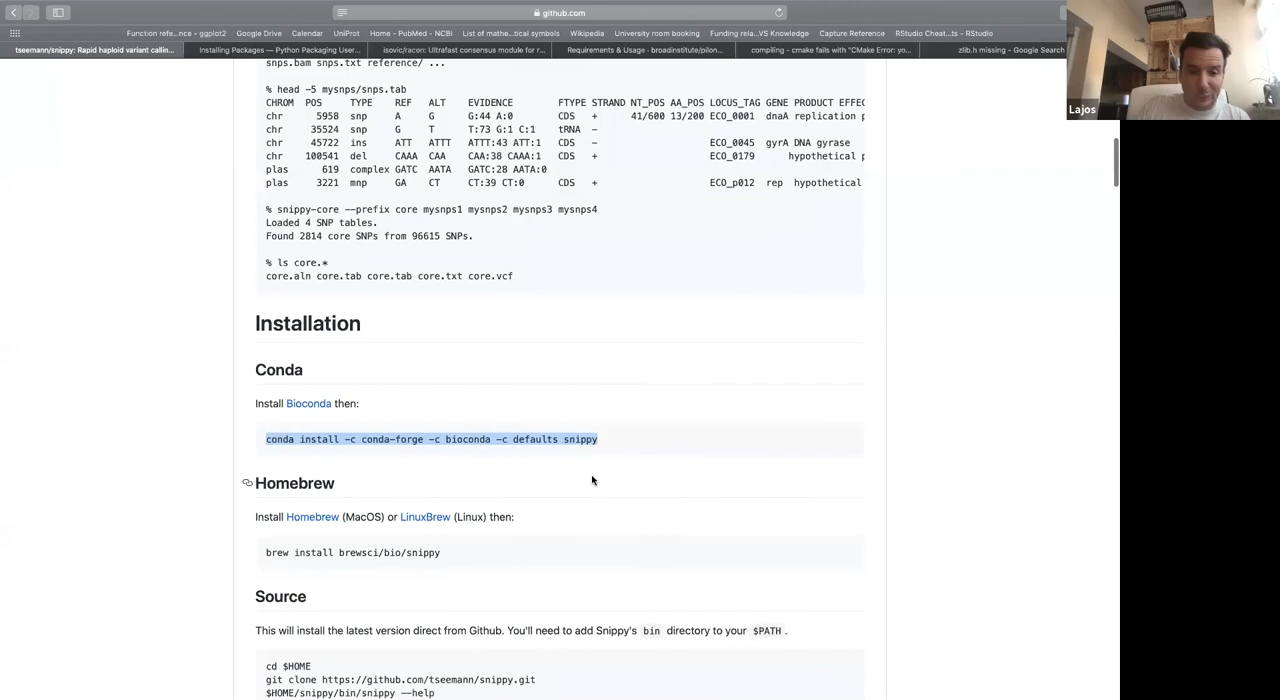 github.com
Function refe...nce • ggplot2 Google Drive Calendar UniProt Home - PubMed - NCBI List of mathe...tical symbols Wikipedia University room booking Funding rela...VS Knowledge Capture Reference RStudio Cheat...ts - RStudio
tseemann/snippy: Rapid haploid variant callin... Installing Packages — Python Packaging User... isovic/racon: Ultrafast consensus module for r... Requirements & Usage · broadinstitute/pilon... compiling - cmake fails with "CMake Error: yo... zlib.h missing - Google Search
snps.bam snps.txt reference/ ...
% head -5 mysnps/snps.tab
CHROM POS TYPE REF ALT EVIDENCE FTYPE STRAND NT_POS AA_POS LOCUS_TAG GENE PRODUCT EFFEC
chr 5958 snp A G G:44 A:0 CDS + 41/600 13/200 ECO_0001 dnaA replication p
chr 35524 snp G T T:73 G:1 C:1 tRNA −
chr 45722 ins ATT ATTT ATTT:43 ATT:1 CDS − ECO_0045 gyrA DNA gyrase
chr 100541 del CAAA CAA CAA:38 CAAA:1 CDS + ECO_0179 hypothetical p
plas 619 complex GATC AATA GATC:28 AATA:0
plas 3221 mnp GA CT CT:39 CT:0 CDS + ECO_p012 rep hypothetical
% snippy-core --prefix core mysnps1 mysnps2 mysnps3 mysnps4
Loaded 4 SNP tables.
Found 2814 core SNPs from 96615 SNPs.
% ls core.*
core.aln core.tab core.tab core.txt core.vcf
Installation
Conda
Install Bioconda then:
conda install -c conda-forge -c bioconda -c defaults snippy
Homebrew
Install Homebrew (MacOS) or LinuxBrew (Linux) then:
brew install brewsci/bio/snippy
Source
This will install the latest version direct from Github. You'll need to add Snippy's bin directory to your $PATH .
cd $HOME
git clone https://github.com/tseemann/snippy.git
$HOME/snippy/bin/snippy --help
Lajos